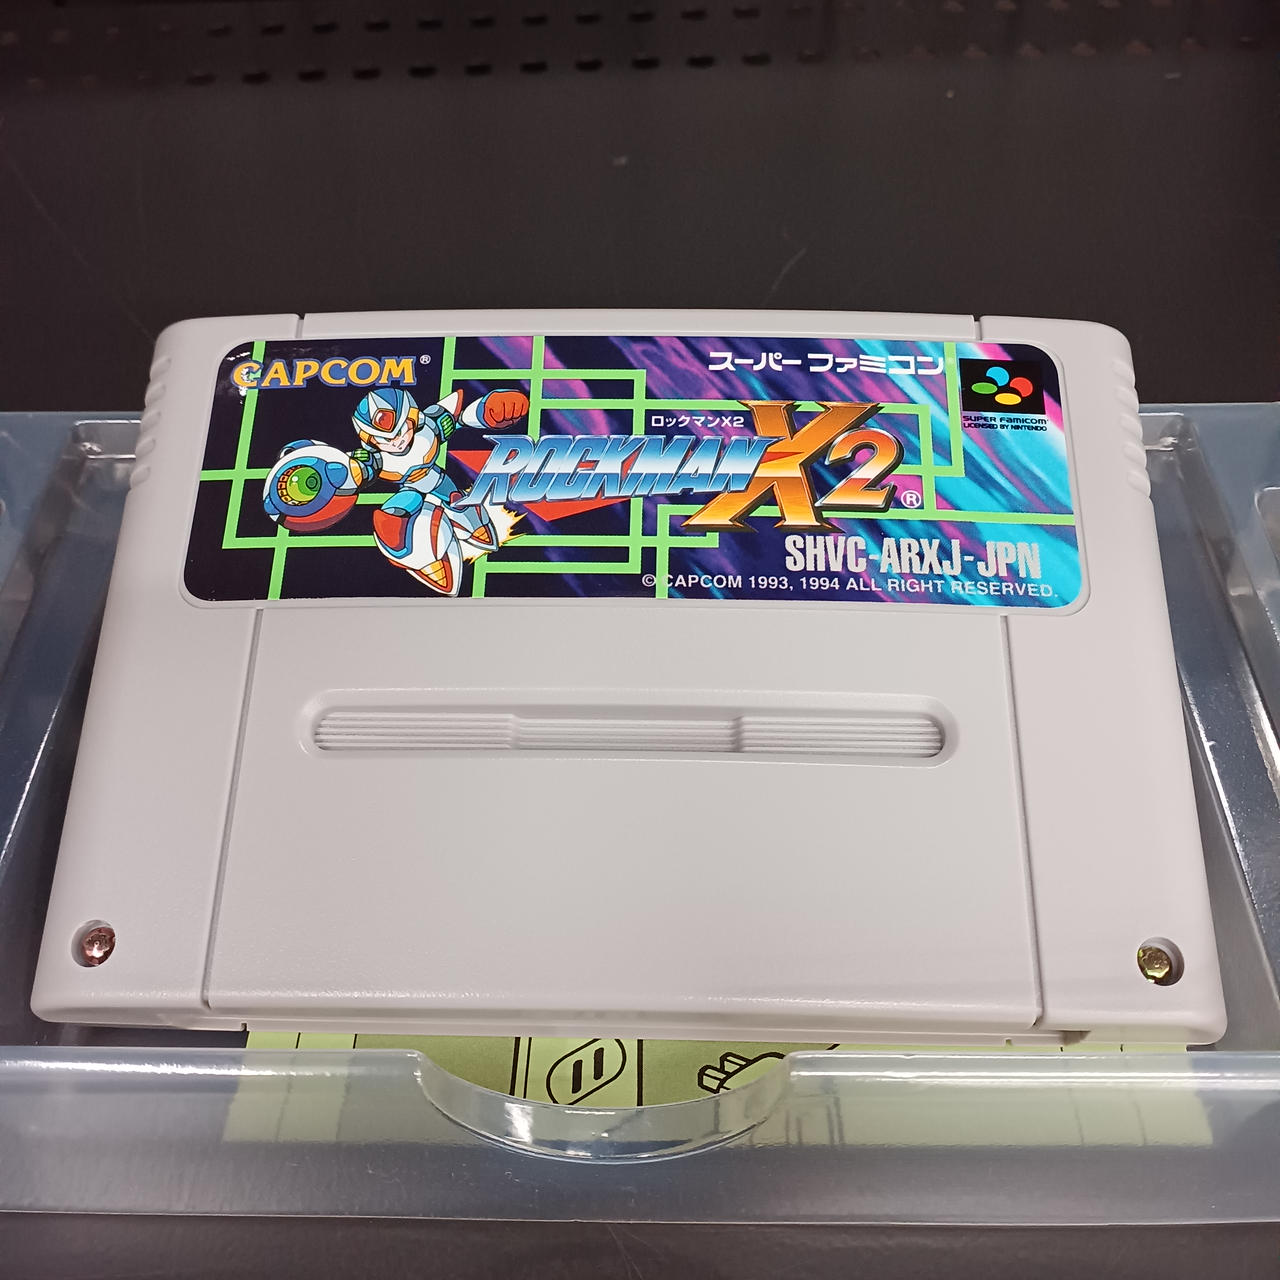 CAPCOM®
スーパーファミコン
SUPER FAMICOM
LICENSED BY NINTENDO
ロックマンX2
ROCKMAN X2®
SHVC-ARXJ-JPN
© CAPCOM 1993, 1994 ALL RIGHT RESERVED.